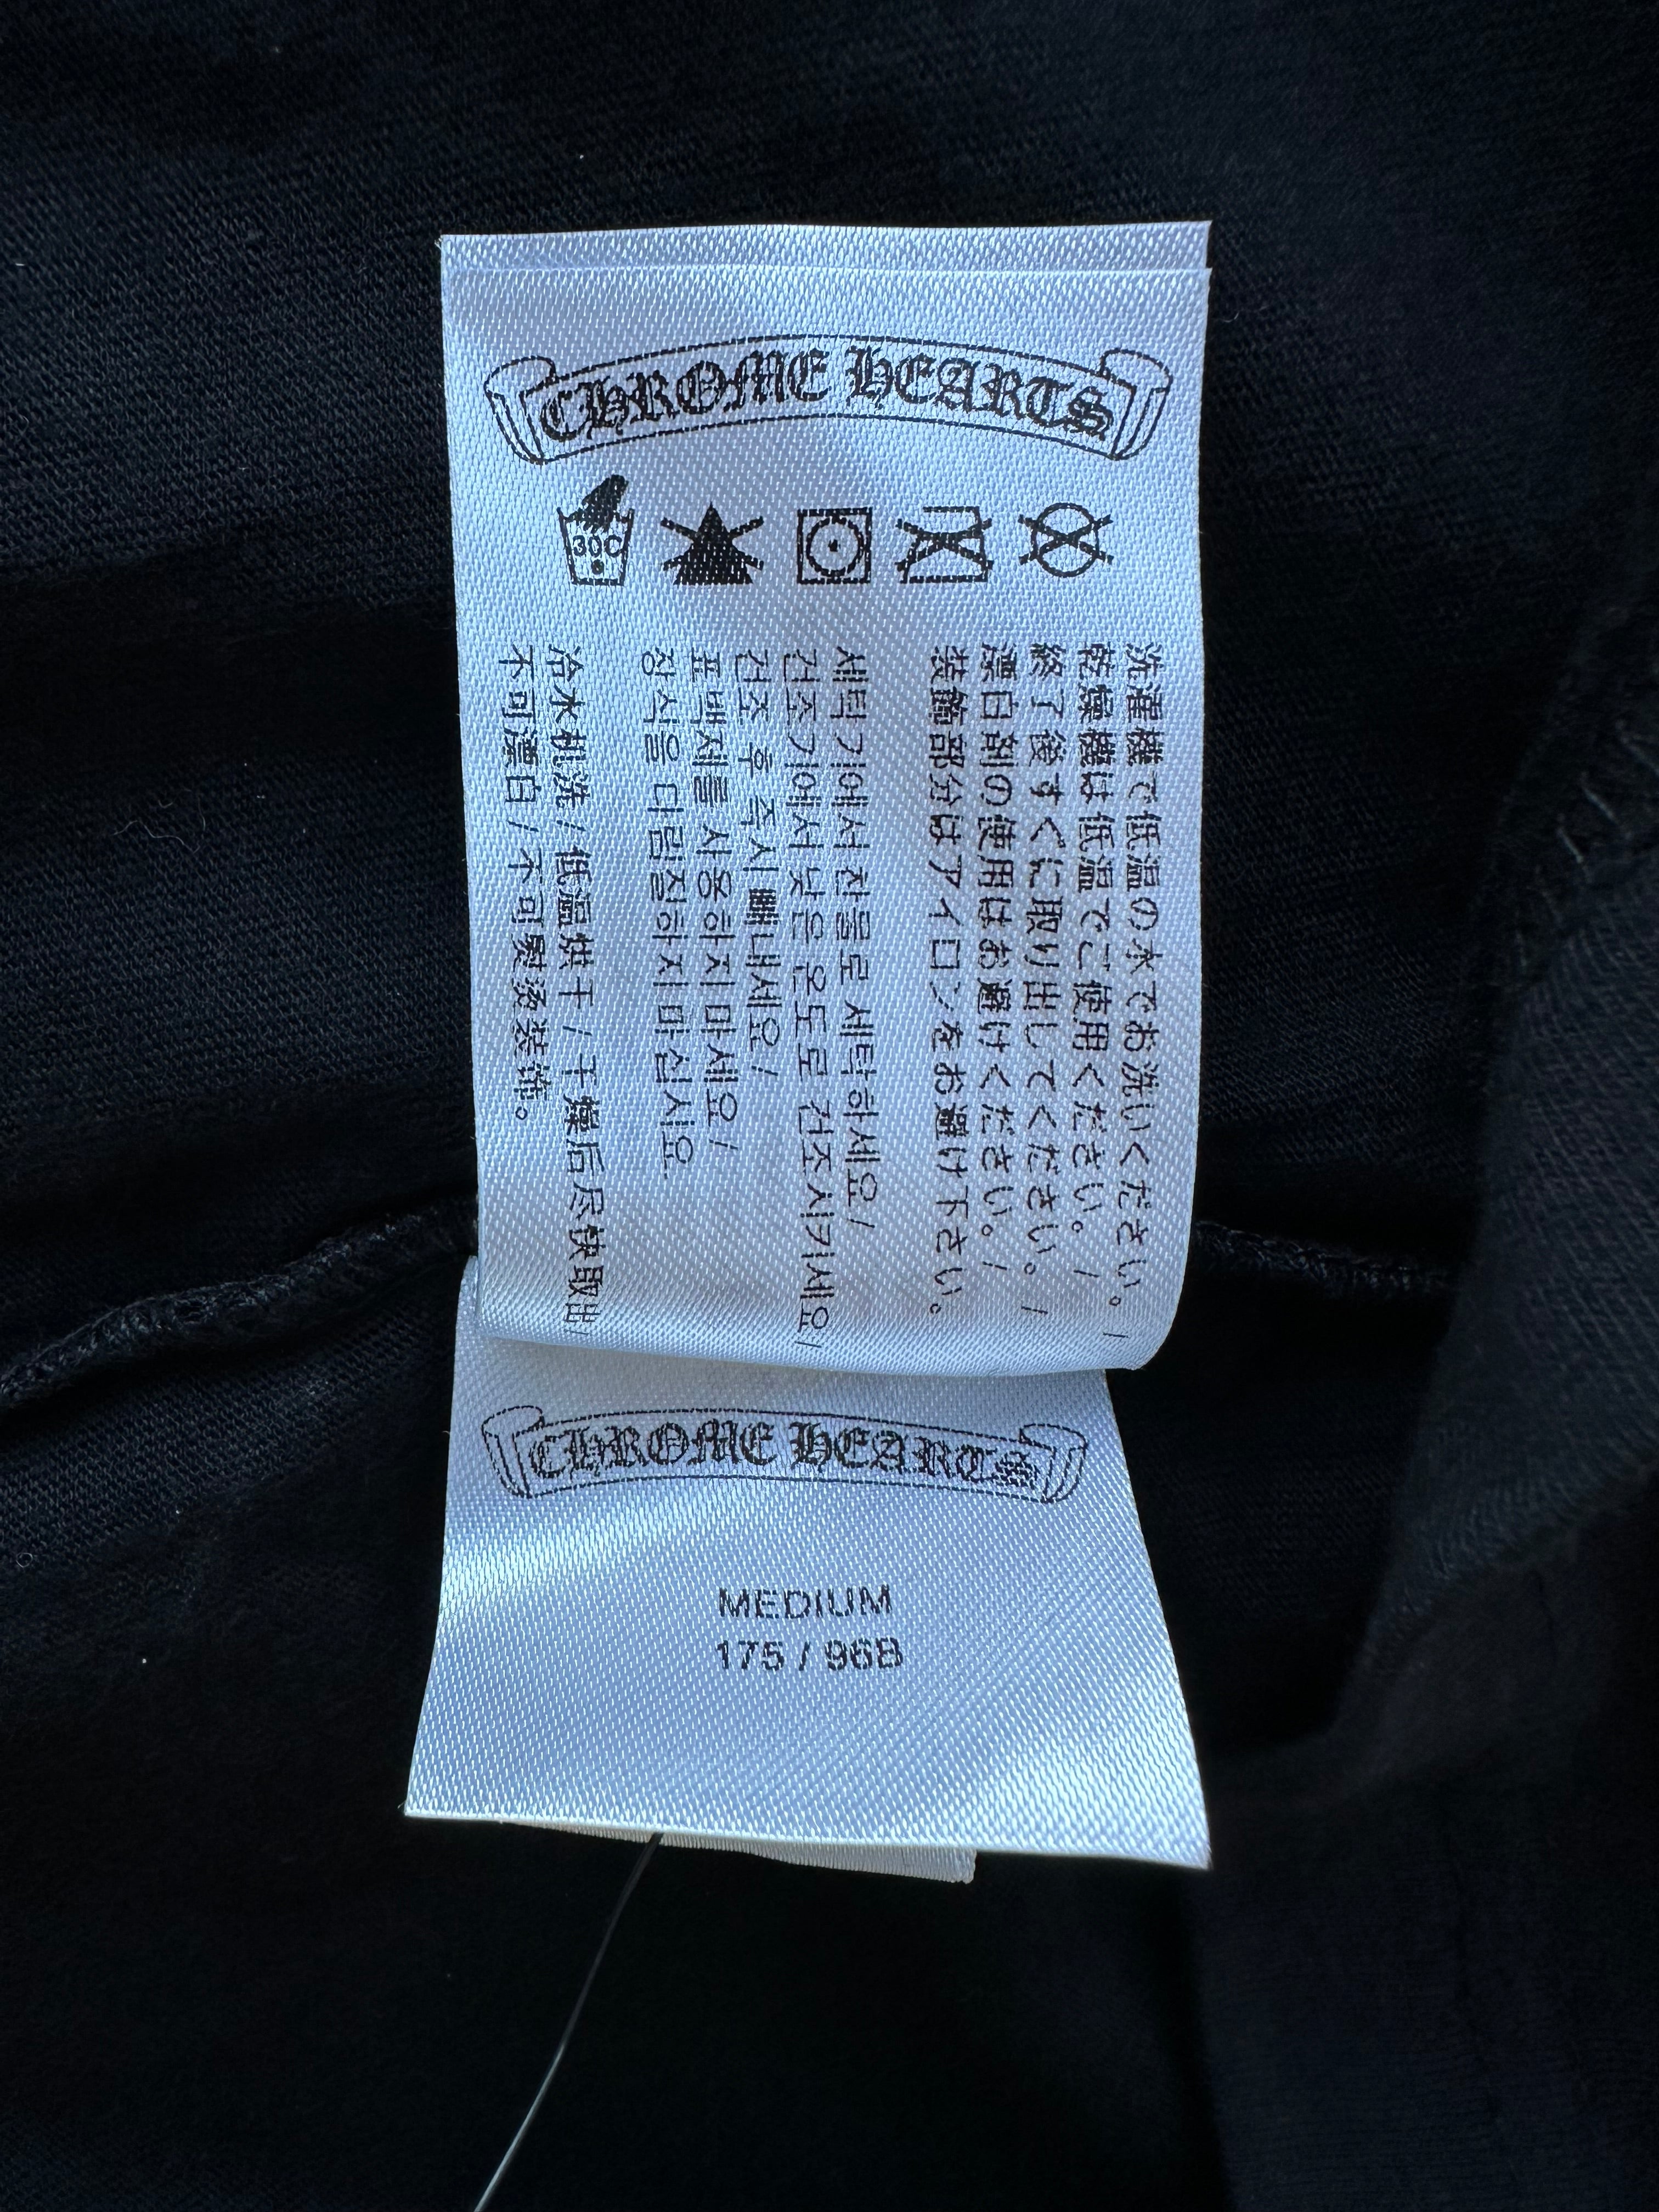 CHROME HEARTS
30C
洗濯機で低温の水でお洗いください。/
乾燥機は低温でご使用ください。/
終了後すぐに取り出してください。/
漂白剤の使用はお避けください。/
装飾部分はアイロンをお避け下さい。
세탁기에서 찬물로 세탁하세요/
건조기에서 낮은 온도로 건조시키세요/
건조 후 즉시 빼내세요/
표백제를 사용하지 마세요/
장식을 다림질하지 마십시요
冷水机洗/低温烘干/干燥后尽快取出/
不可漂白/不可熨烫装饰。
CHROME HEARTS
MEDIUM
175 / 96B